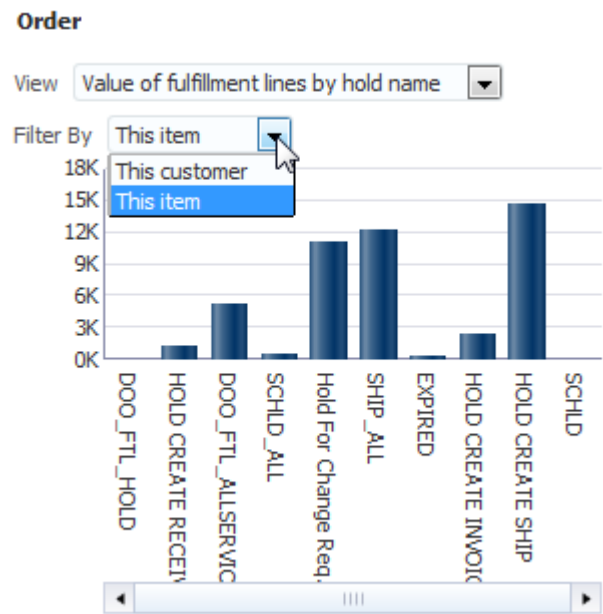 Order
View Value of fulfillment lines by hold name
Filter By This item
This customer
This item
18K
15K
12K
9K
6K
3K
0K
DOO_FTL_HOLD
HOLD CREATE RECEIV
DOO_FTL_ALLSERVIC
SCHLD_ALL
Hold For Change Req.
SHIP_ALL
EXPIRED
HOLD CREATE INVOIC
HOLD CREATE SHIP
SCHLD